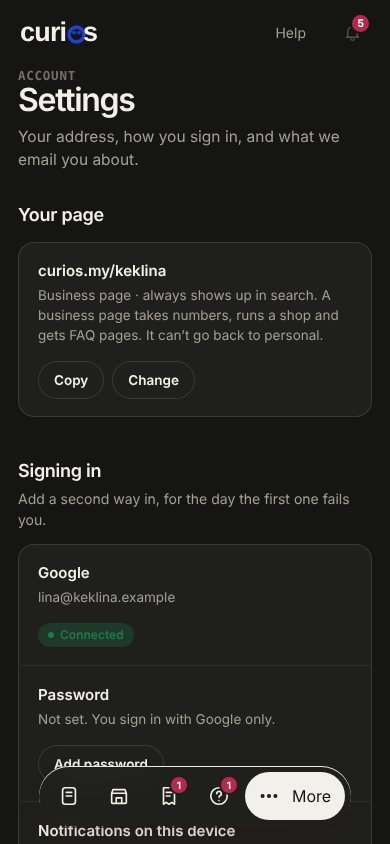 curios
Help
5
ACCOUNT
Settings
Your address, how you sign in, and what we
email you about.
Your page
curios.my/keklina
Business page · always shows up in search. A
business page takes numbers, runs a shop and
gets FAQ pages. It can’t go back to personal.
Copy
Change
Signing in
Add a second way in, for the day the first one fails
you.
Google
lina@keklina.example
Connected
Password
Not set. You sign in with Google only.
Add password
1
1
More
Notifications on this device